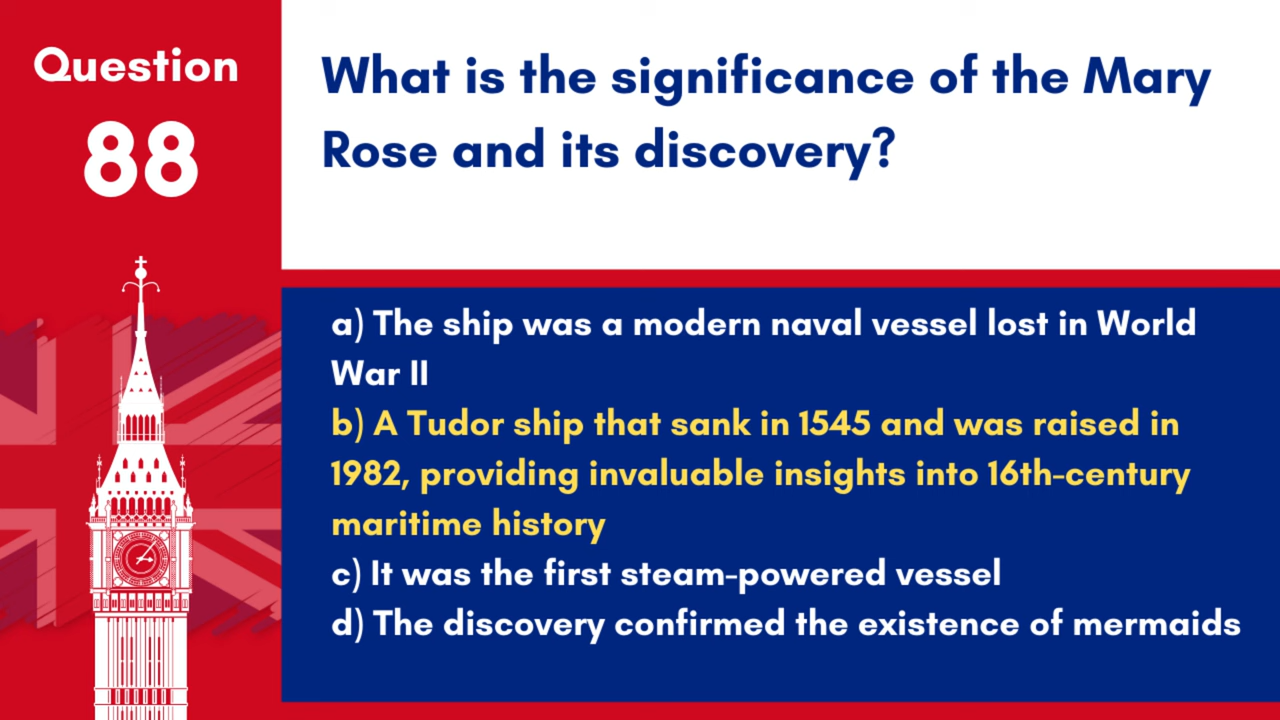 Question
88
What is the significance of the Mary
Rose and its discovery?
a) The ship was a modern naval vessel lost in World
War II
b) A Tudor ship that sank in 1545 and was raised in
1982, providing invaluable insights into 16th-century
maritime history
c) It was the first steam-powered vessel
d) The discovery confirmed the existence of mermaids